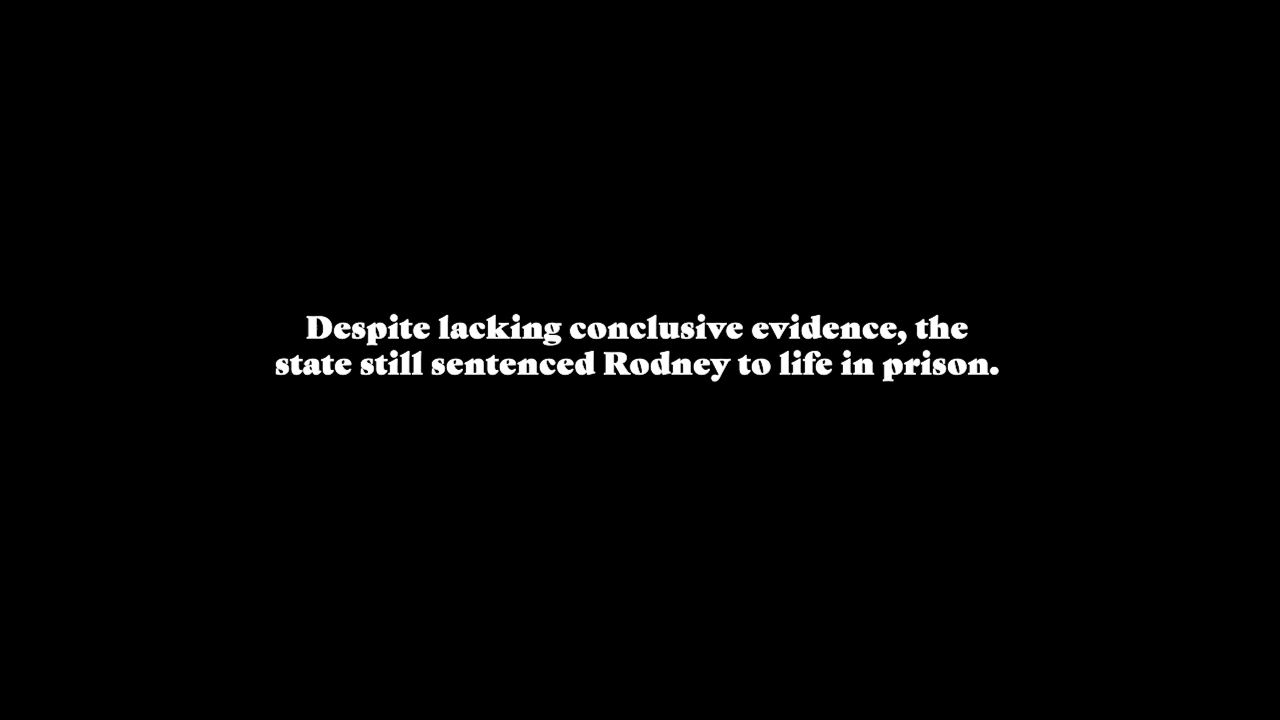 Despite lacking conclusive evidence, the
state still sentenced Rodney to life in prison.